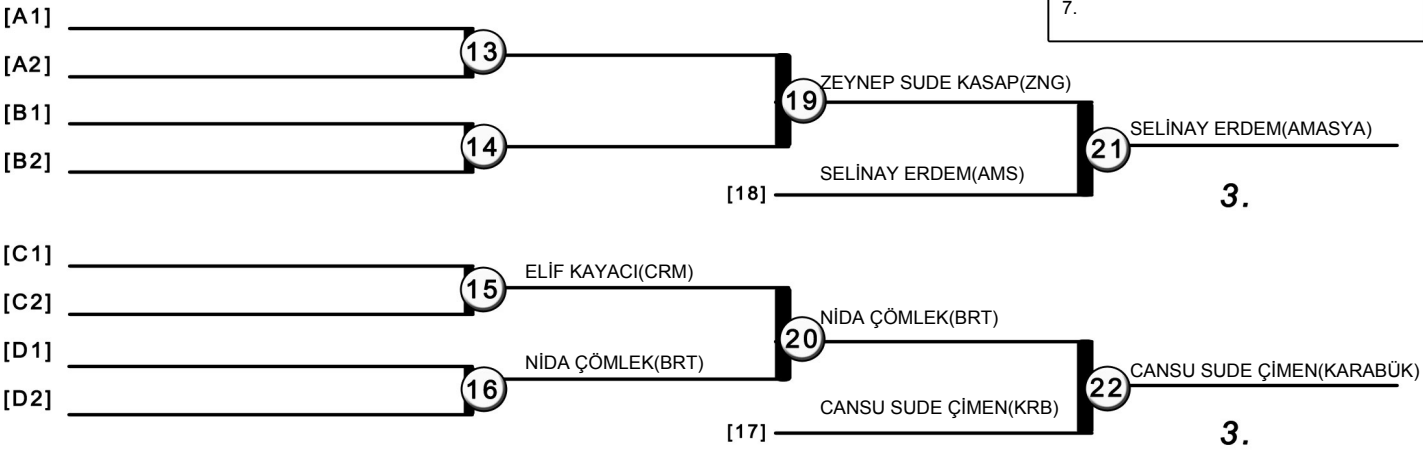 7.
[A1]
13
[A2]
19
ZEYNEP SUDE KASAP(ZNG)
[B1]
14
[B2]
21
SELİNAY ERDEM(AMASYA)
SELİNAY ERDEM(AMS)
[18]
3.
[C1]
15
ELİF KAYACI(CRM)
[C2]
20
NİDA ÇÖMLEK(BRT)
[D1]
16
NİDA ÇÖMLEK(BRT)
[D2]
22
CANSU SUDE ÇİMEN(KARABÜK)
CANSU SUDE ÇİMEN(KRB)
[17]
3.